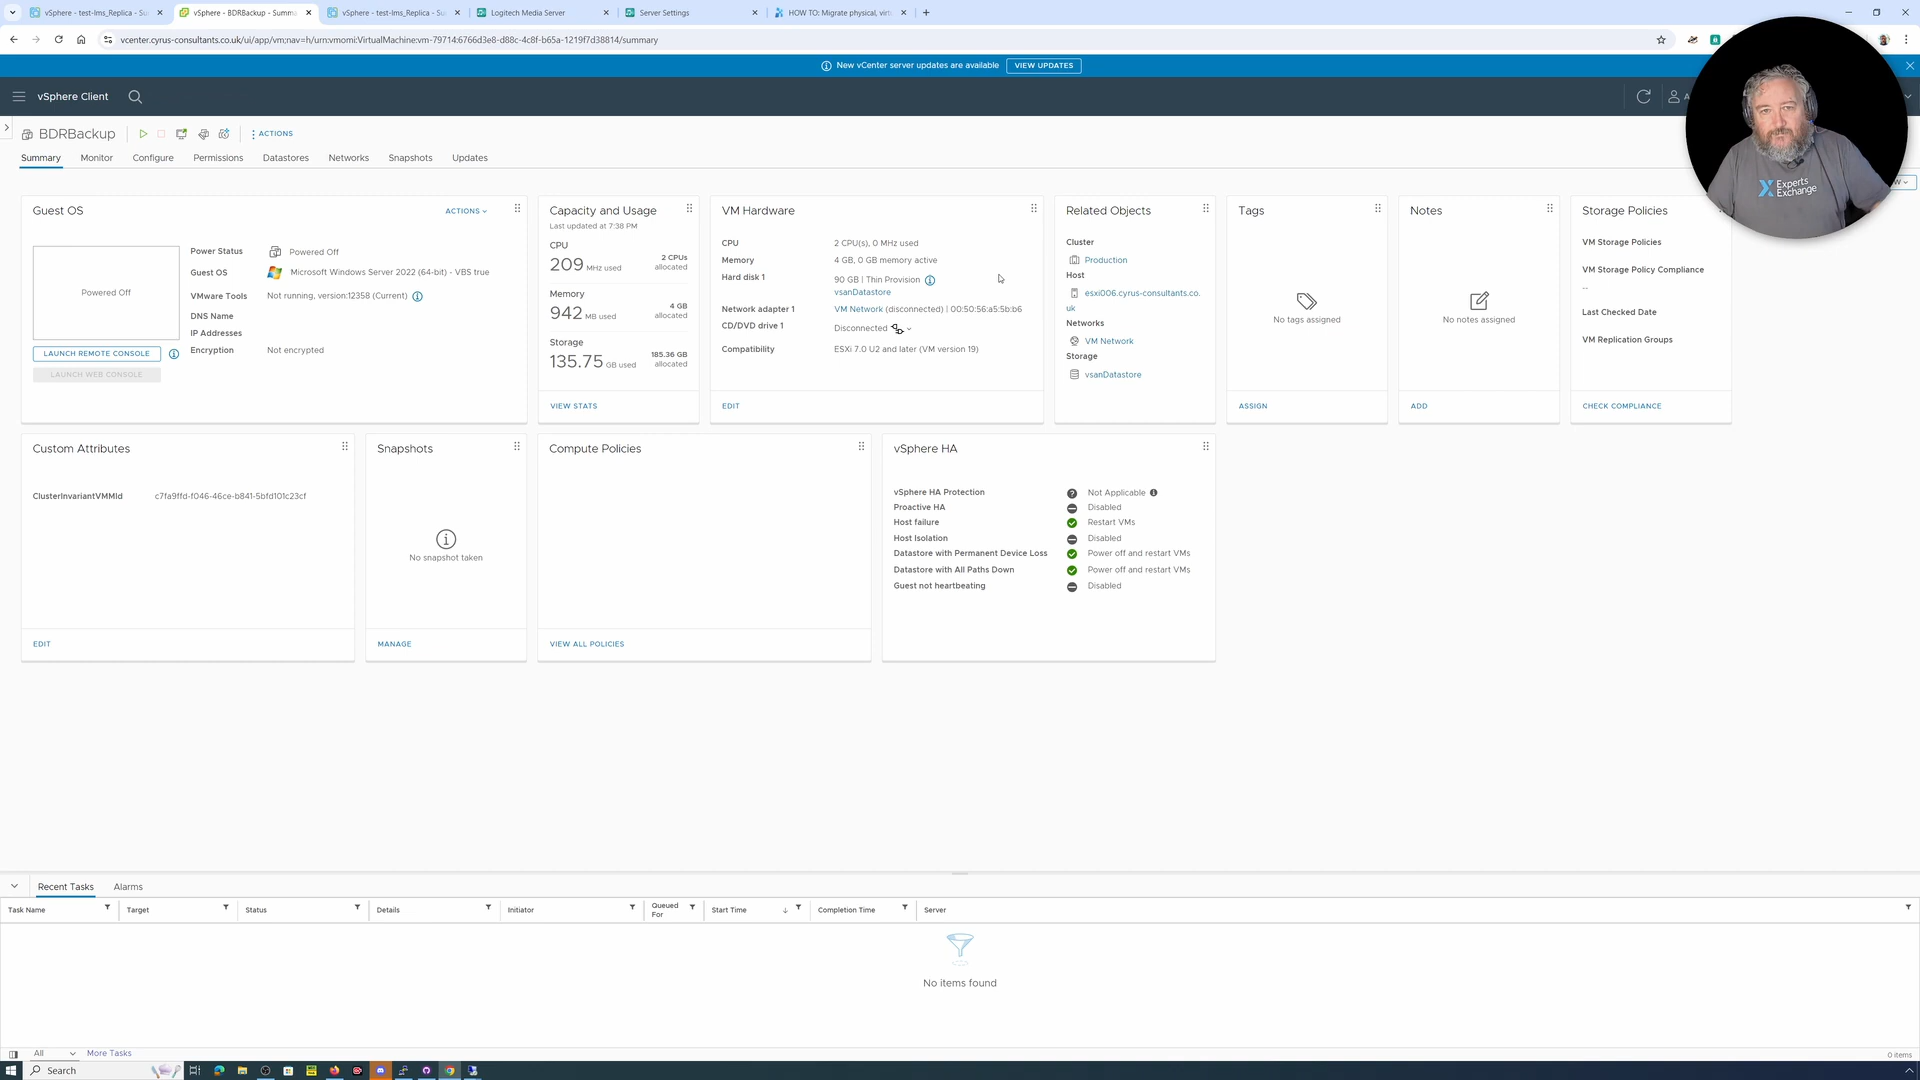 vSphere - test-lms_Replica - Su
vSphere - BDRBackup - Summa
vSphere - test-lms_Replica - Su
Logitech Media Server
Server Settings
HOW TO: Migrate physical, virt
vcenter.cyrus-consultants.co.uk/ui/app/vm;nav=h/urn:vmomi:VirtualMachine:vm-79714:6766d3e8-d88c-4c8f-b65a-1219f7d38814/summary
New vCenter server updates are available
VIEW UPDATES
vSphere Client
A
BDRBackup
ACTIONS
Summary
Monitor
Configure
Permissions
Datastores
Networks
Snapshots
Updates
Experts
Exchange
Guest OS
ACTIONS
Powered Off
Power Status
Powered Off
Guest OS
Microsoft Windows Server 2022 (64-bit) - VBS true
VMware Tools
Not running, version:12358 (Current)
DNS Name
IP Addresses
Encryption
Not encrypted
LAUNCH REMOTE CONSOLE
LAUNCH WEB CONSOLE
Capacity and Usage
Last updated at 7:38 PM
CPU
209 MHz used
2 CPUs
allocated
Memory
942 MB used
4 GB
allocated
Storage
135.75 GB used
185.36 GB
allocated
VIEW STATS
VM Hardware
CPU
2 CPU(s), 0 MHz used
Memory
4 GB, 0 GB memory active
Hard disk 1
90 GB | Thin Provision
vsanDatastore
Network adapter 1
VM Network (disconnected) | 00:50:56:a5:5b:b6
CD/DVD drive 1
Disconnected
Compatibility
ESXi 7.0 U2 and later (VM version 19)
EDIT
Related Objects
Cluster
Production
Host
esxi006.cyrus-consultants.co.
uk
Networks
VM Network
Storage
vsanDatastore
Tags
No tags assigned
ASSIGN
Notes
No notes assigned
ADD
Storage Policies
VM Storage Policies
VM Storage Policy Compliance
--
Last Checked Date
VM Replication Groups
CHECK COMPLIANCE
Custom Attributes
ClusterInvariantVMMId
c7fa9ffd-f046-46ce-b841-5bfd101c23cf
EDIT
Snapshots
No snapshot taken
MANAGE
Compute Policies
VIEW ALL POLICIES
vSphere HA
vSphere HA Protection
Not Applicable
Proactive HA
Disabled
Host failure
Restart VMs
Host Isolation
Disabled
Datastore with Permanent Device Loss
Power off and restart VMs
Datastore with All Paths Down
Power off and restart VMs
Guest not heartbeating
Disabled
Recent Tasks
Alarms
Task Name
Target
Status
Details
Initiator
Queued
For
Start Time
Completion Time
Server
No items found
All
More Tasks
0 items
Search